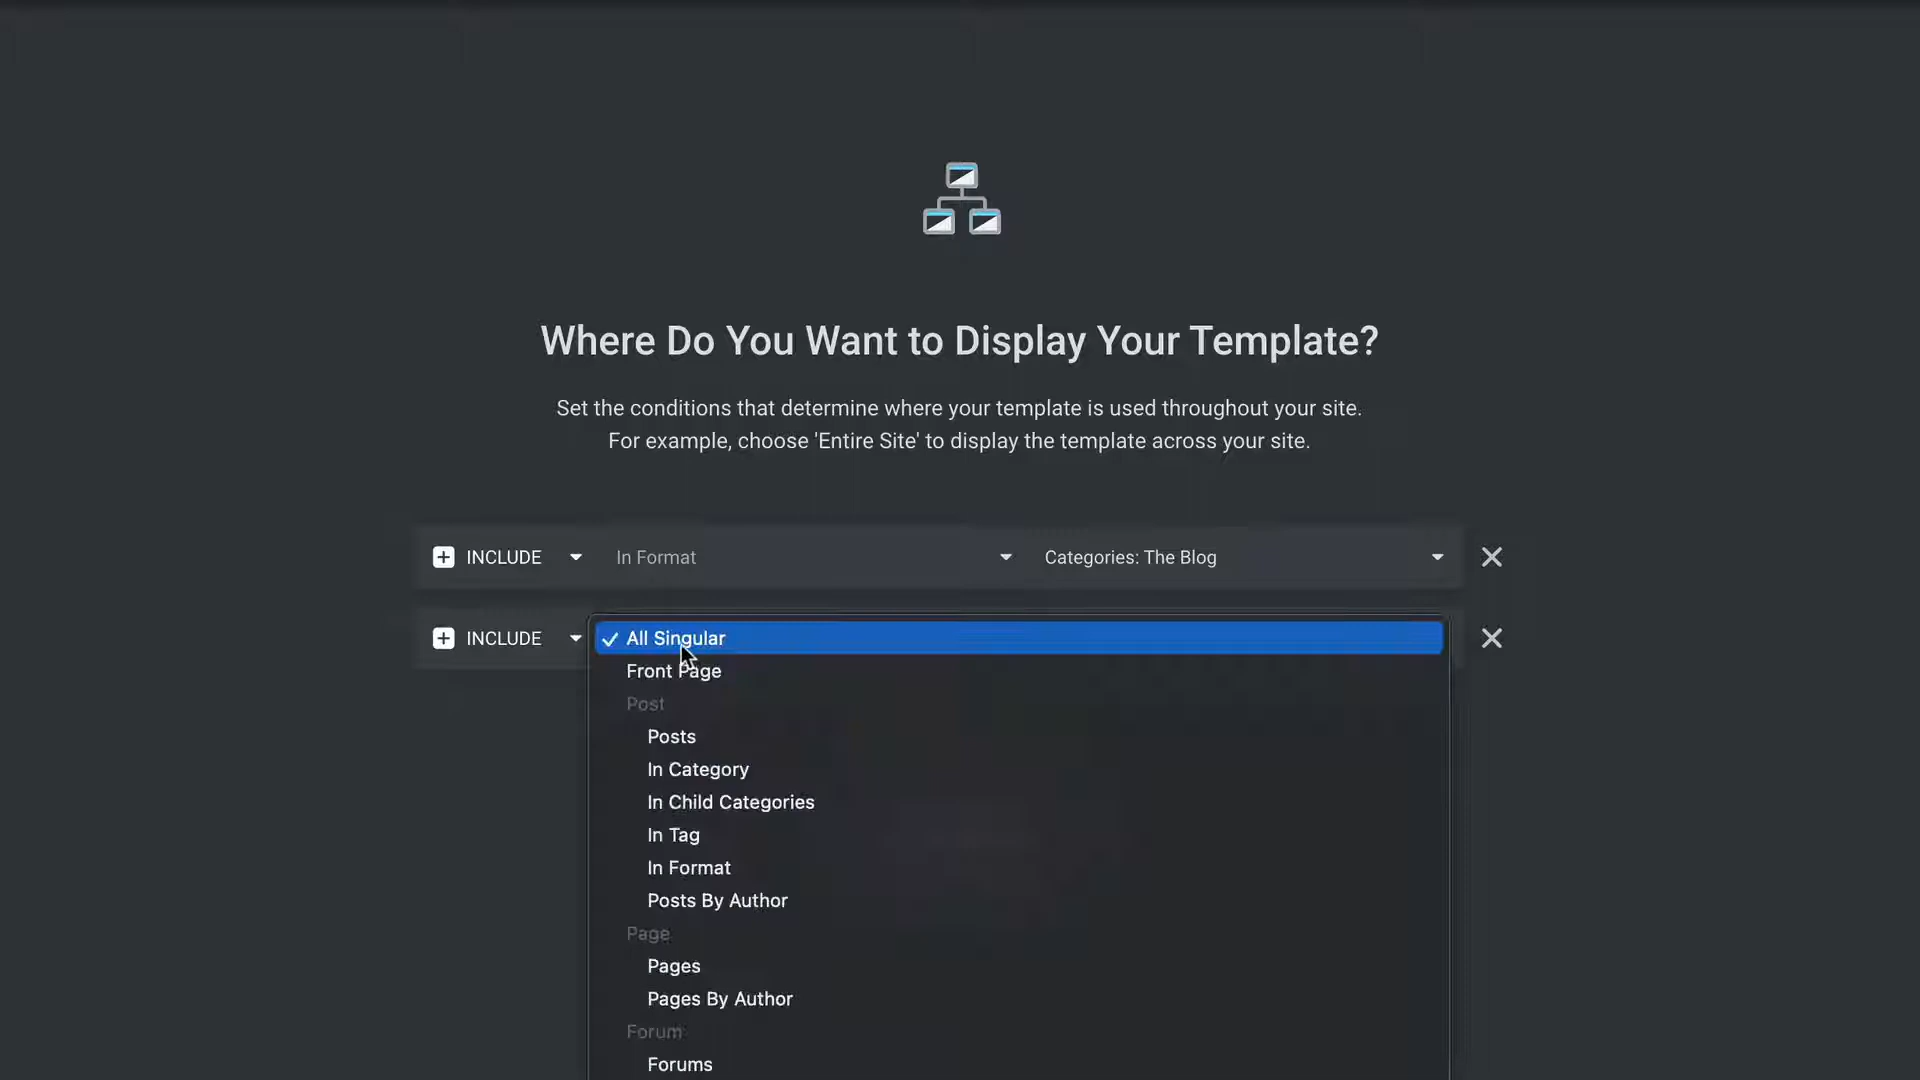 Where Do You Want to Display Your Template?
Set the conditions that determine where your template is used throughout your site.
For example, choose 'Entire Site' to display the template across your site.
INCLUDE In Format Categories: The Blog
INCLUDE All Singular
Front Page
Post
Posts
In Category
In Child Categories
In Tag
In Format
Posts By Author
Page
Pages
Pages By Author
Forum
Forums